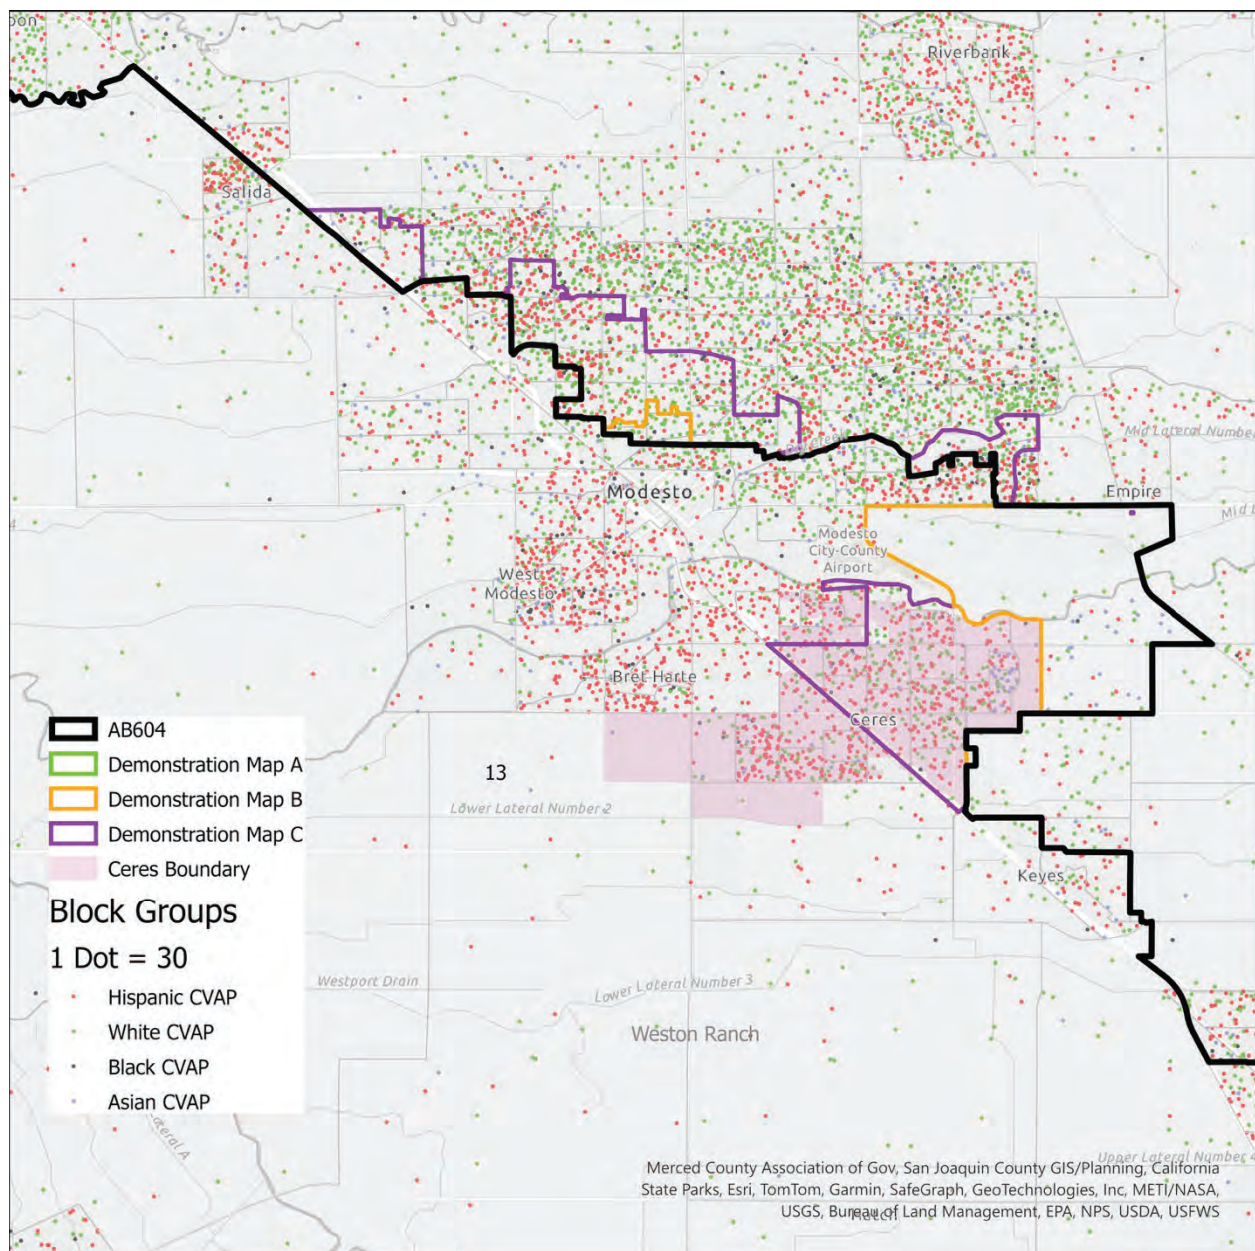 Riverbank
Salida
Mid Lateral Number
Modesto
Empire
Modesto
City-County
Airport
West
Modesto
Bret Harte
Ceres
AB604
Demonstration Map A
Demonstration Map B
Demonstration Map C
Ceres Boundary
13
Lower Lateral Number 2
Block Groups
1 Dot = 30
Hispanic CVAP
White CVAP
Black CVAP
Asian CVAP
Keyes
Westport Drain
Lower Lateral Number 3
Weston Ranch
Lateral A
Upper Lateral Number 4
Merced County Association of Gov, San Joaquin County GIS/Planning, California
State Parks, Esri, TomTom, Garmin, SafeGraph, GeoTechnologies, Inc, METI/NASA,
USGS, Bureau of Land Management, EPA, NPS, USDA, USFWS